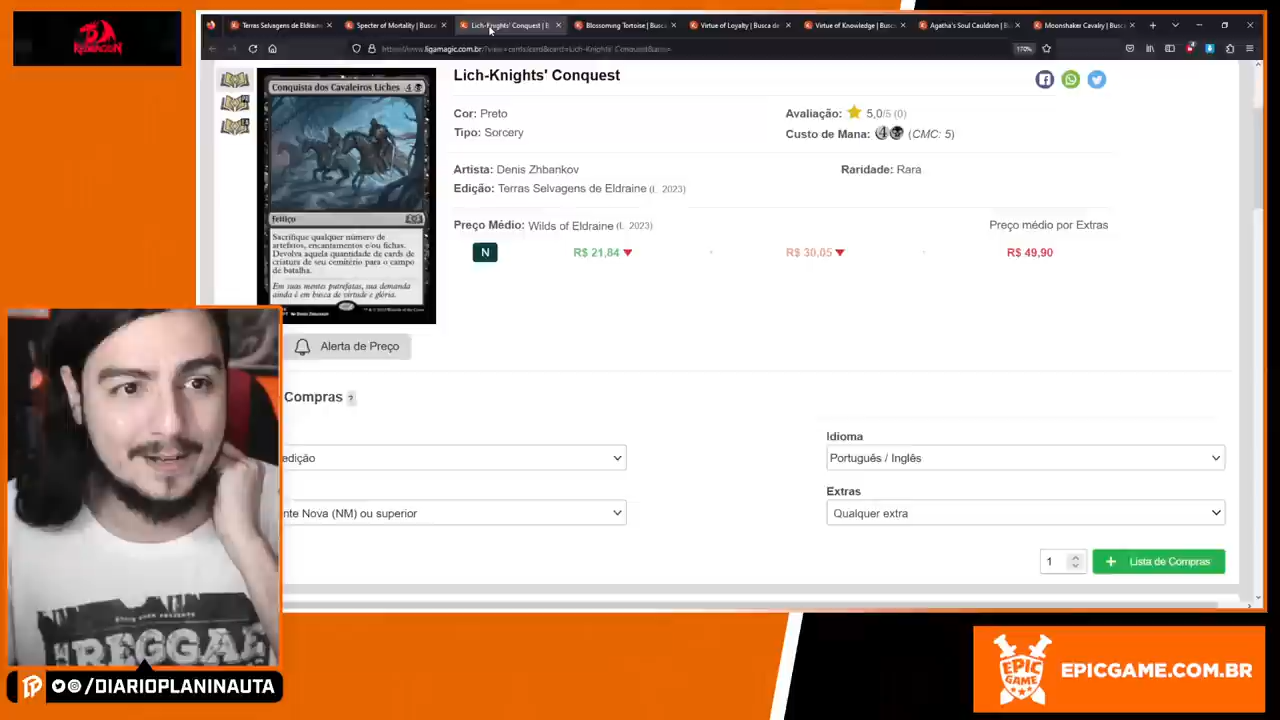 REDRAGON
Terras Selvagens de Eldraine
Specter of Mortality | Busca
Lich-Knights' Conquest | B
Blossoming Tortoise | Busca
Virtue of Loyalty | Busca de
Virtue of Knowledge | Busca
Agatha's Soul Cauldron | B
Moonshaker Cavalry | Busca
170%
Conquista dos Cavaleiros Liches 4
Feitiço
Sacrifique qualquer número de
artefatos, encantamentos e/ou fichas.
Devolva aquela quantidade de cards de
criatura de seu cemitério para o campo
de batalha.
Em suas mentes putrefatas, sua demanda
ainda é em busca de virtude e glória.
Lich-Knights' Conquest
Cor: Preto
Avaliação: 5,0/5 (0)
Tipo: Sorcery
Custo de Mana: 4 (CMC: 5)
Artista: Denis Zhbankov
Raridade: Rara
Edição: Terras Selvagens de Eldraine (L. 2023)
Preço Médio: Wilds of Eldraine (L. 2023)
Preço médio por Extras
N
R$ 21,84
R$ 30,05
R$ 49,90
Alerta de Preço
Compras ?
Idioma
edição
Português / Inglês
Extras
nte Nova (NM) ou superior
Qualquer extra
1
+ Lista de Compras
REGGAE
/DIARIOPLANINAUTA
EPIC
GAME
EPICGAME.COM.BR